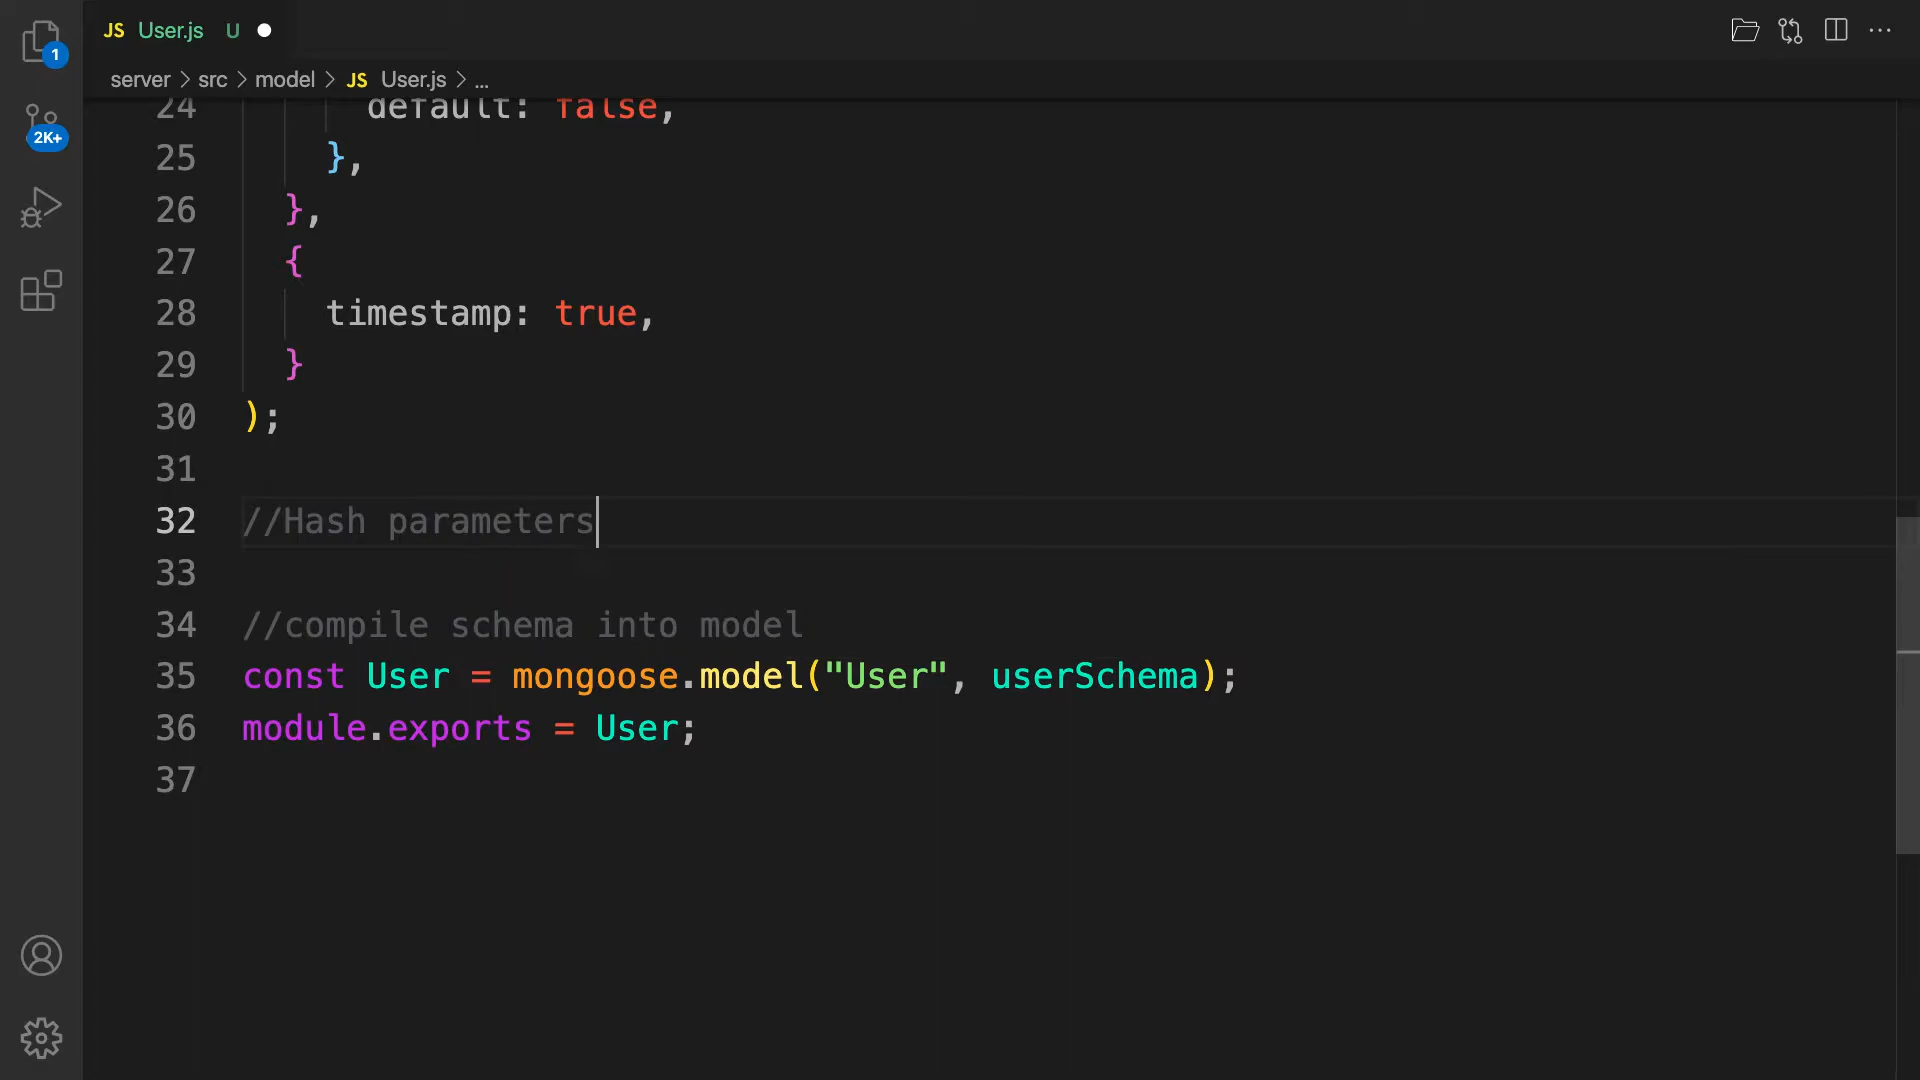 1
2K+
JS User.js U
server > src > model > JS User.js > ...
24 default: false,
25 },
26 },
27 {
28 timestamp: true,
29 }
30 );
31
32 //Hash parameters
33
34 //compile schema into model
35 const User = mongoose.model("User", userSchema);
36 module.exports = User;
37